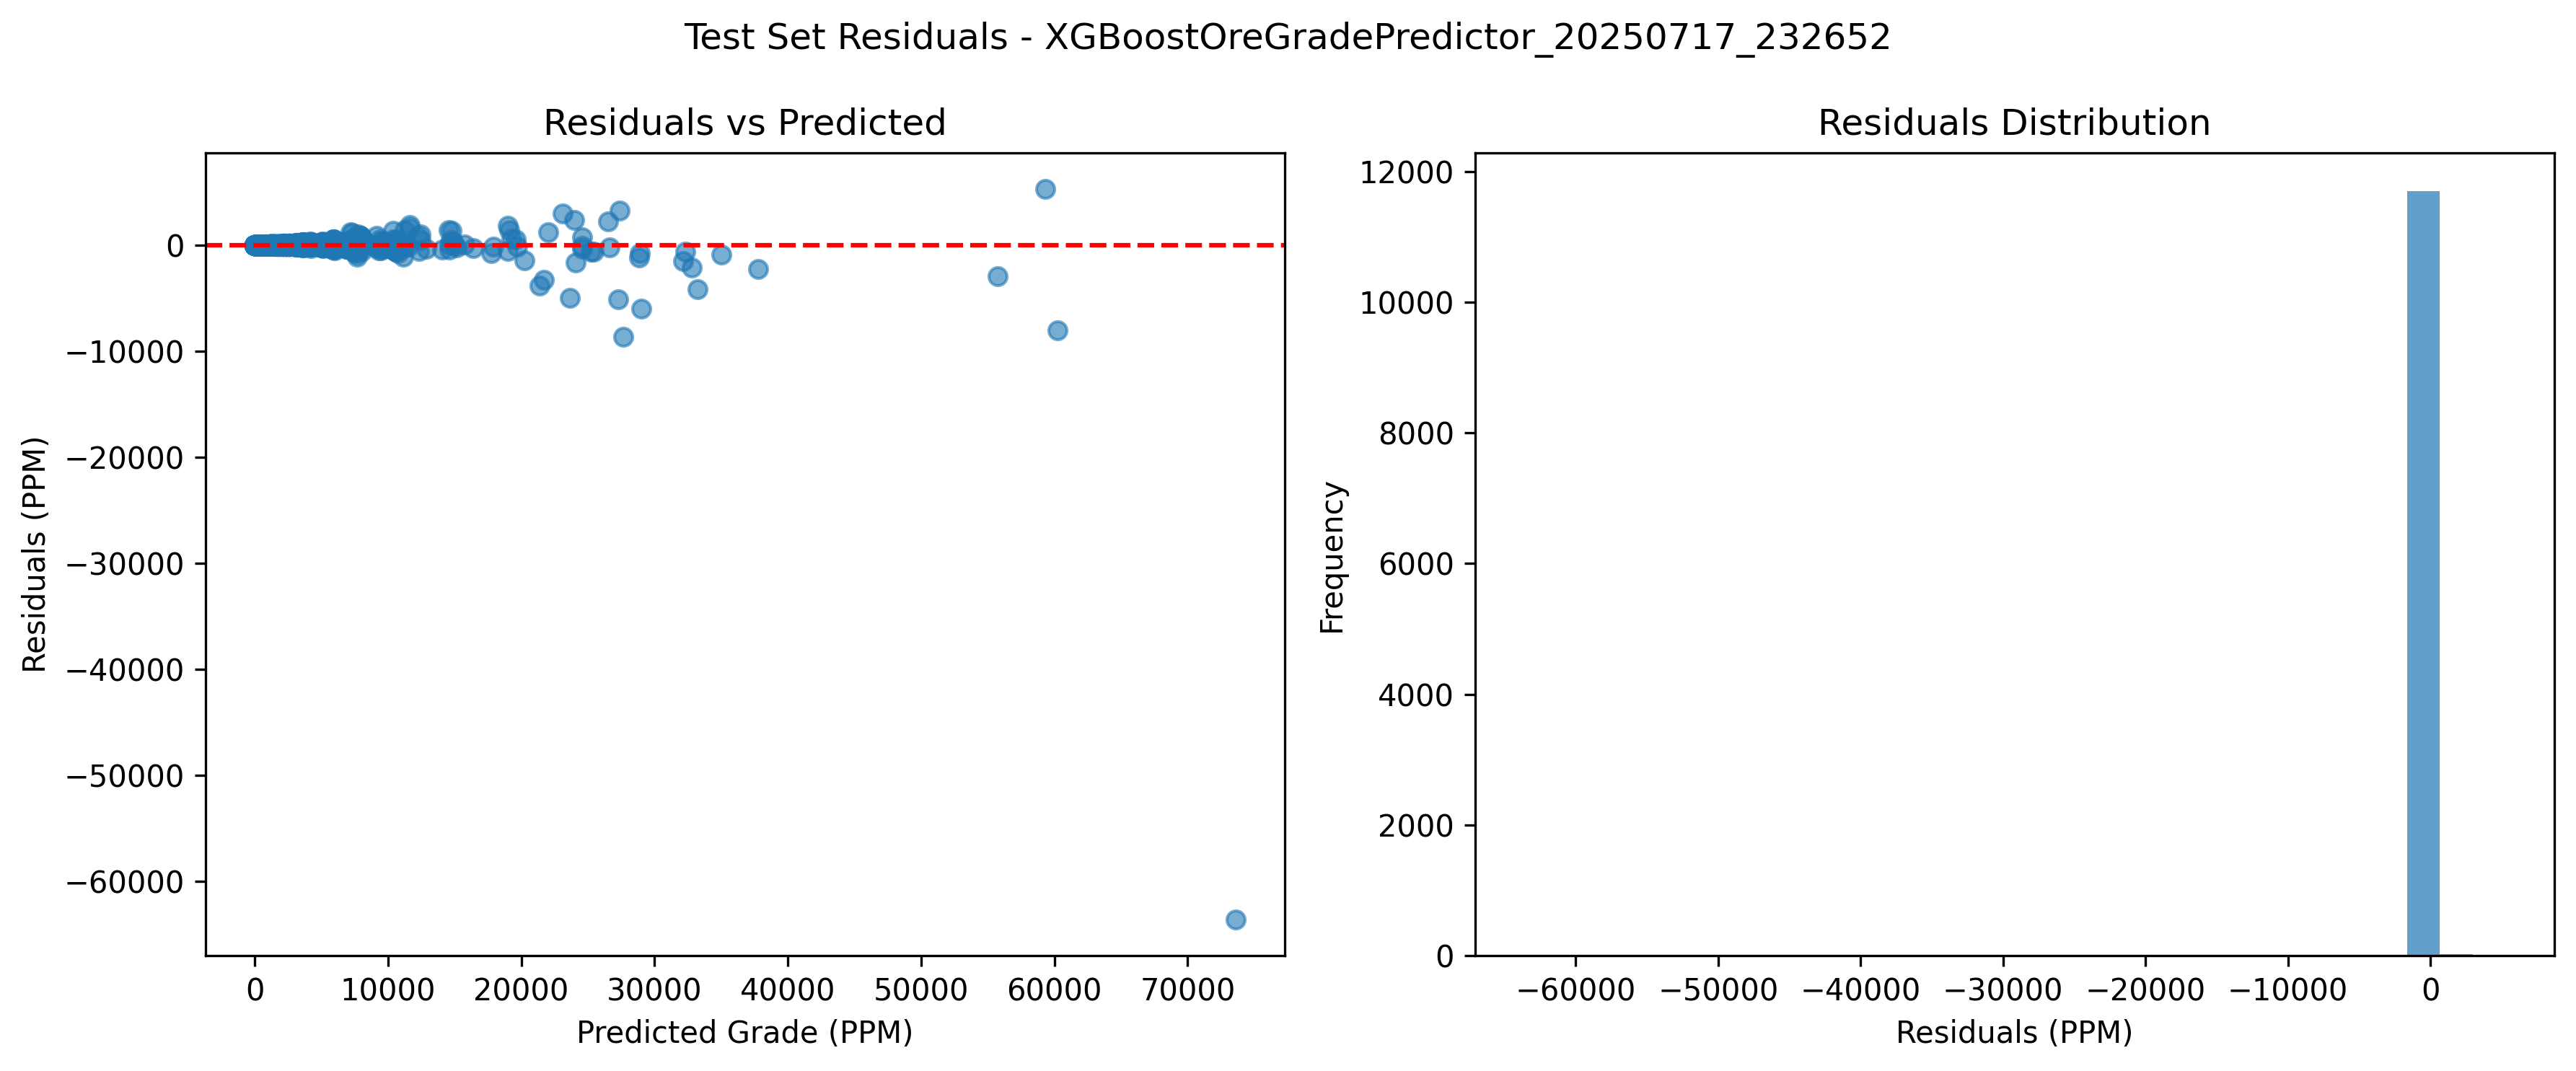 Test Set Residuals - XGBoostOreGradePredictor_20250717_232652
Residuals vs Predicted
0
−10000
−20000
−30000
−40000
−50000
−60000
Residuals (PPM)
0 10000 20000 30000 40000 50000 60000 70000
Predicted Grade (PPM)
Residuals Distribution
12000
10000
8000
6000
4000
2000
0
Frequency
−60000 −50000 −40000 −30000 −20000 −10000 0
Residuals (PPM)